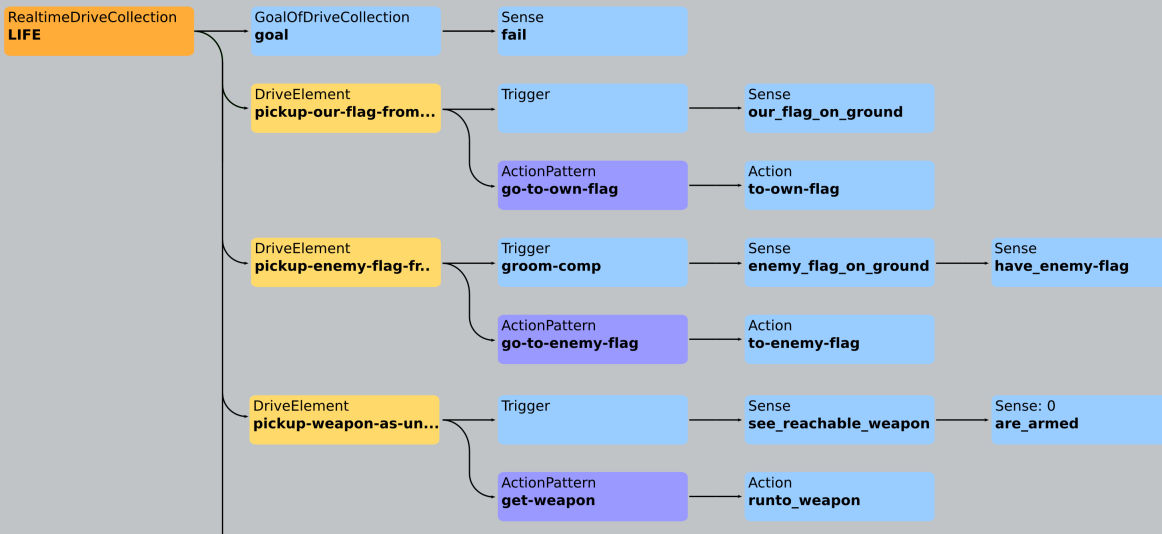 RealtimeDriveCollection
LIFE
GoalOfDriveCollection
goal
Sense
fail
DriveElement
pickup-our-flag-from...
Trigger
Sense
our_flag_on_ground
ActionPattern
go-to-own-flag
Action
to-own-flag
DriveElement
pickup-enemy-flag-fr..
Trigger
groom-comp
Sense
enemy_flag_on_ground
Sense
have_enemy-flag
ActionPattern
go-to-enemy-flag
Action
to-enemy-flag
DriveElement
pickup-weapon-as-un...
Trigger
Sense
see_reachable_weapon
Sense: 0
are_armed
ActionPattern
get-weapon
Action
runto_weapon